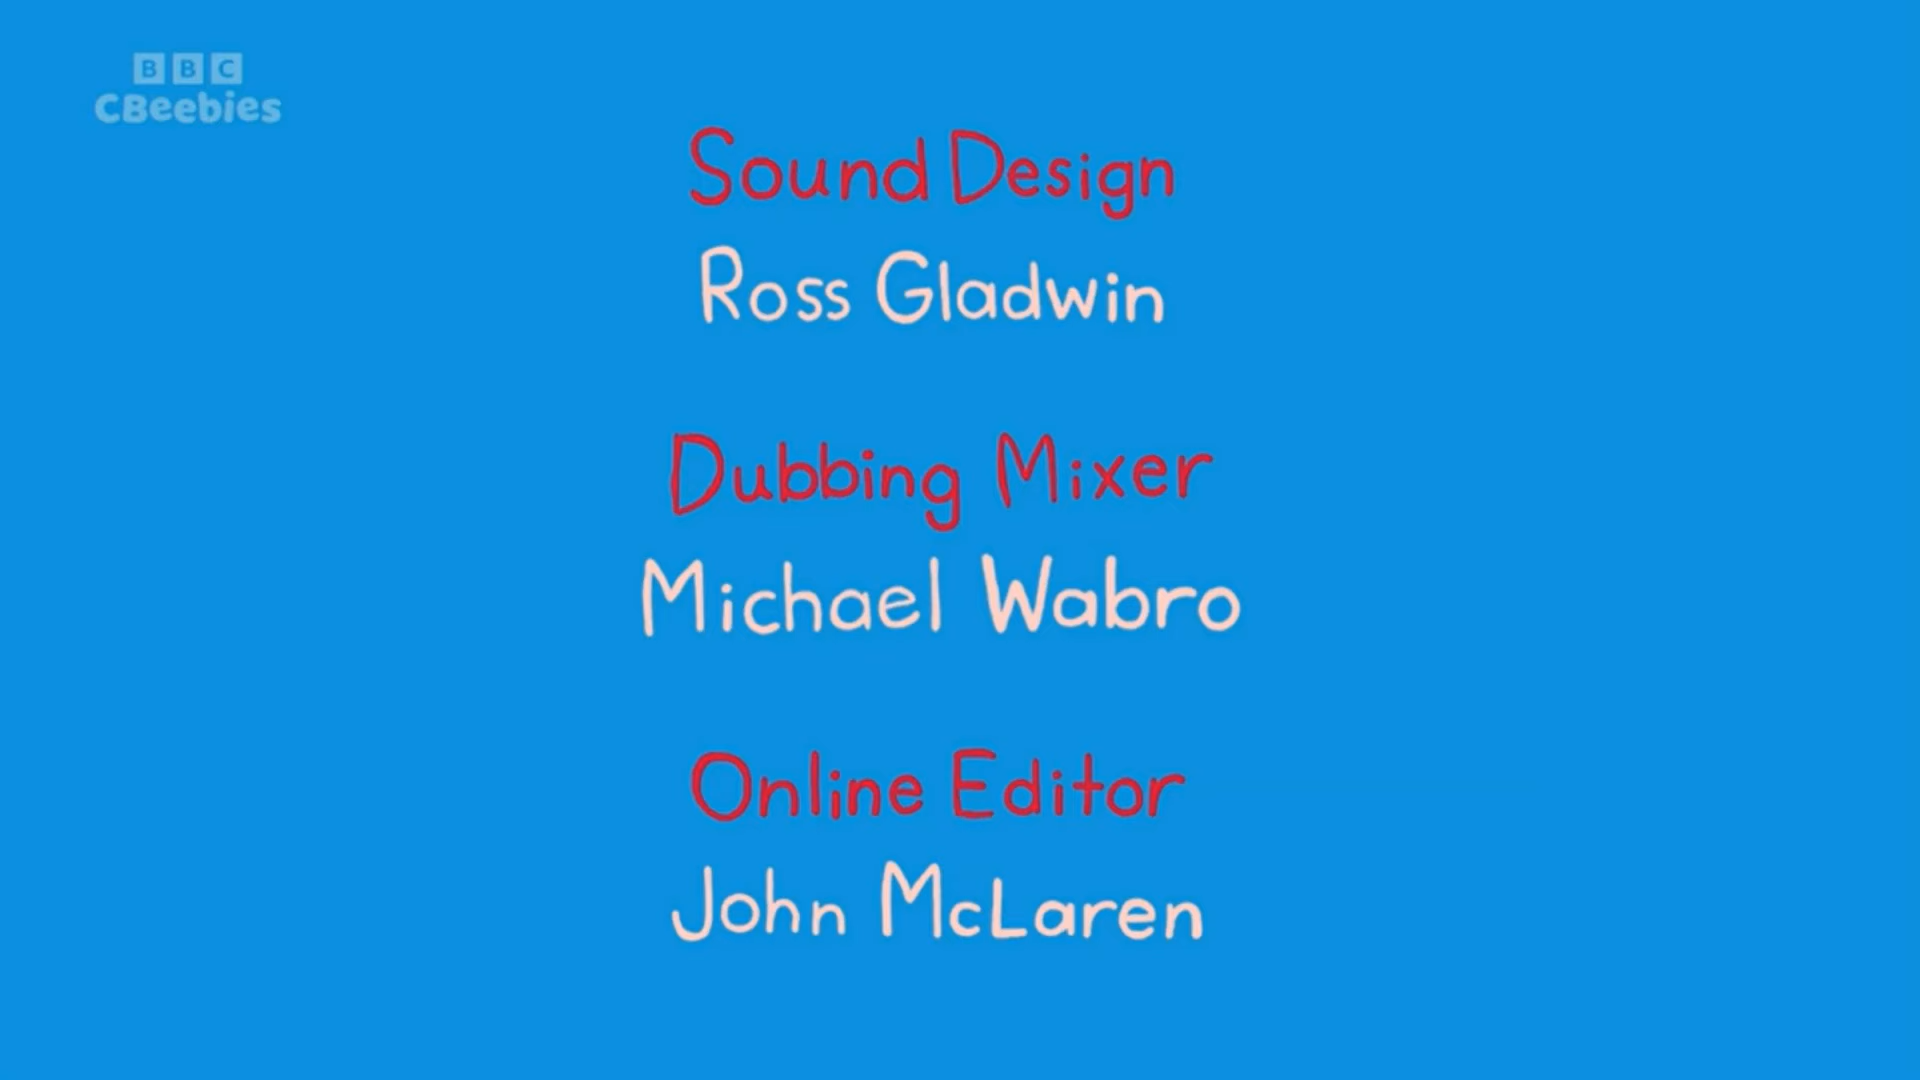 BBC
CBeebies
Sound Design
Ross Gladwin
Dubbing Mixer
Michael Wabro
Online Editor
John McLaren